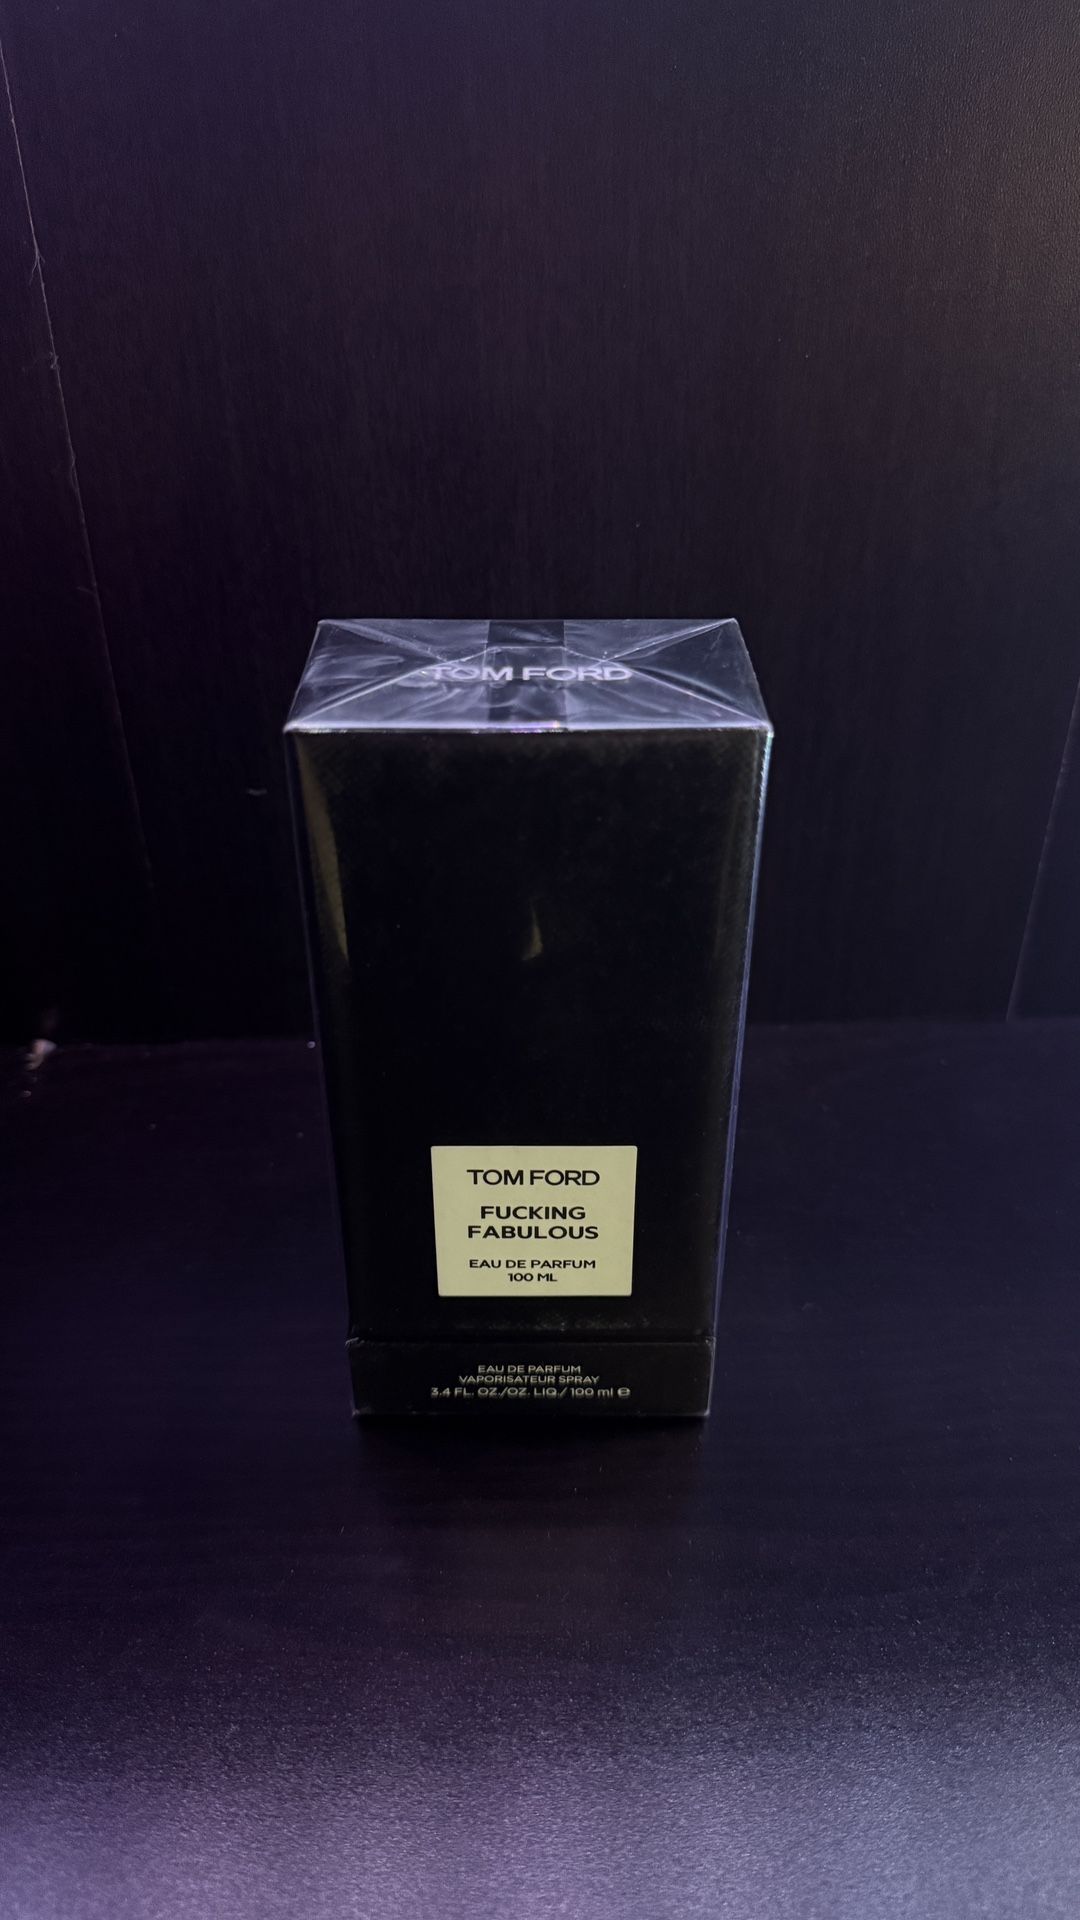 TOM FORD
TOM FORD
FUCKING
FABULOUS
EAU DE PARFUM
100 ML
EAU DE PARFUM
VAPORISATEUR SPRAY
3.4 FL. OZ./OZ. LIQ./100 ml ℮